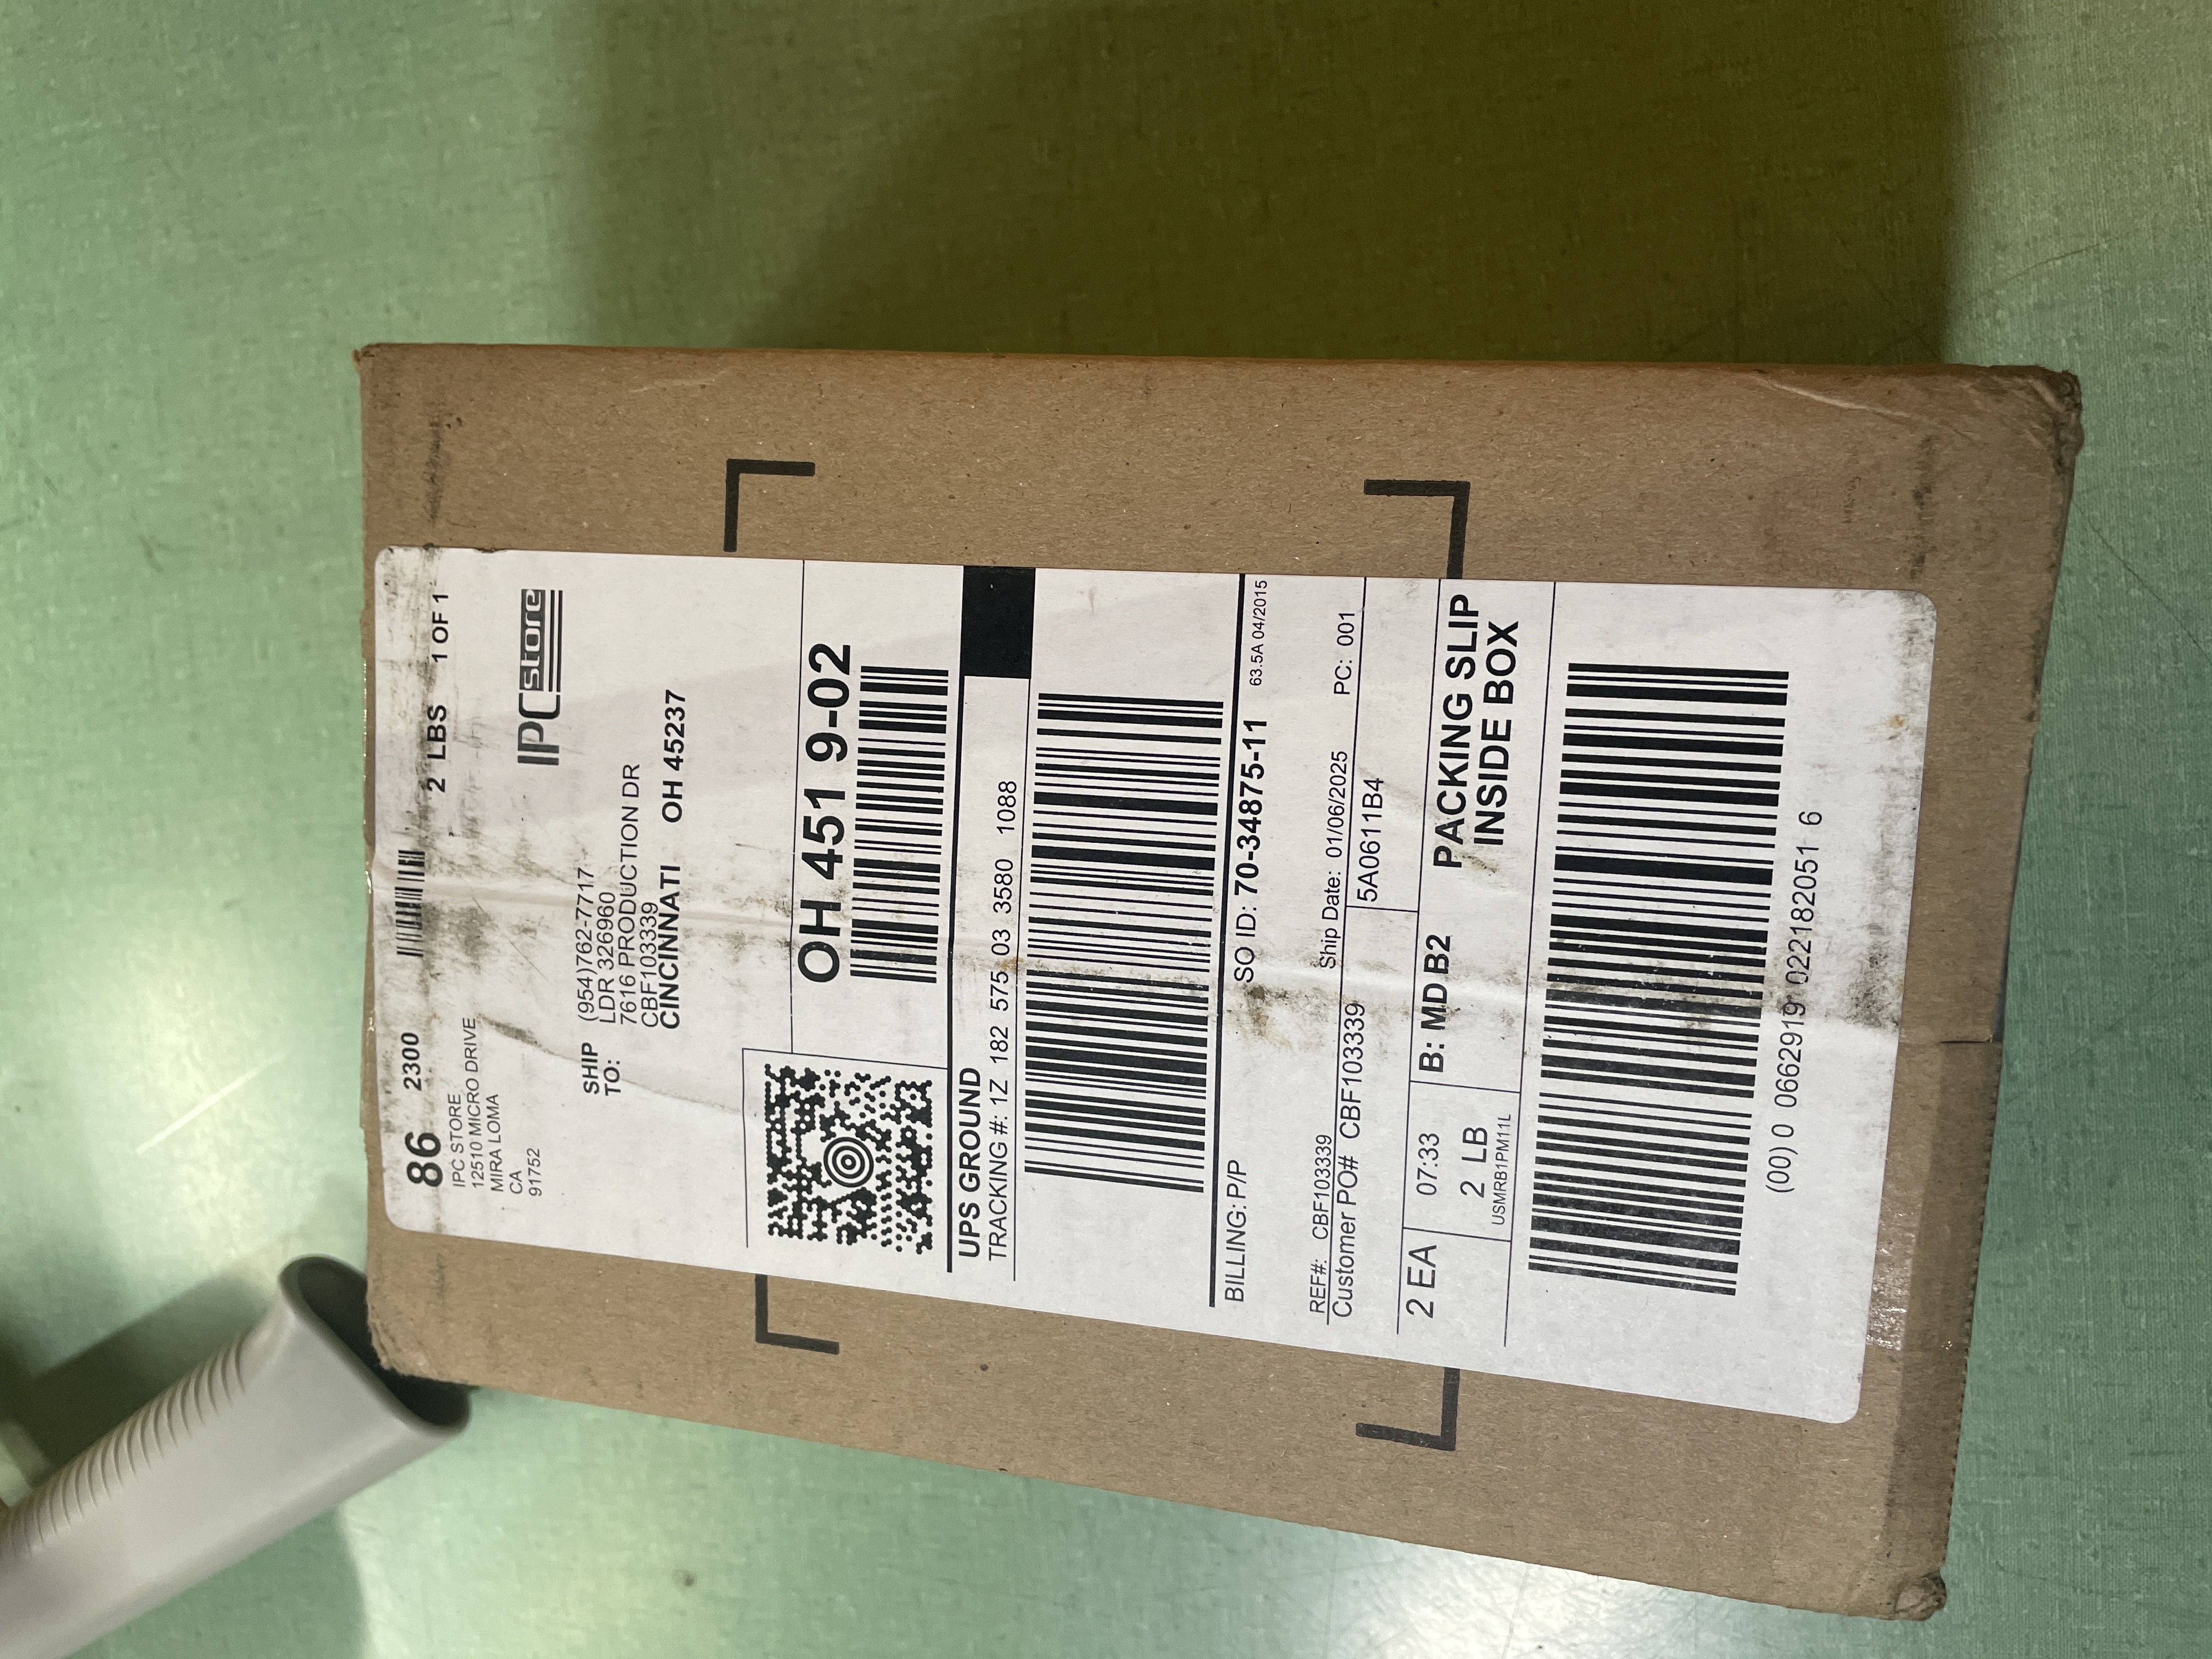 86 2300 2 LBS 1 OF 1
IPC STORE
12510 MICRO DRIVE
MIRA LOMA
CA
91752
IPC store
SHIP
TO:
(954)762-7717
LDR 326960
7616 PRODUCTION DR
CBF103339
CINCINNATI OH 45237
OH 451 9-02
UPS GROUND
TRACKING #: 1Z 182 575 03 3580 1088
BILLING: P/P
SO ID: 70-34875-11
63.5A 04/2015
REF#: CBF103339
Ship Date: 01/06/2025 PC: 001
Customer PO# CBF103339
5A0611B4
2 EA
07:33
2 LB
USMRB1PM11L
B: MD B2
PACKING SLIP
INSIDE BOX
(00) 0 0662919 022182051 6